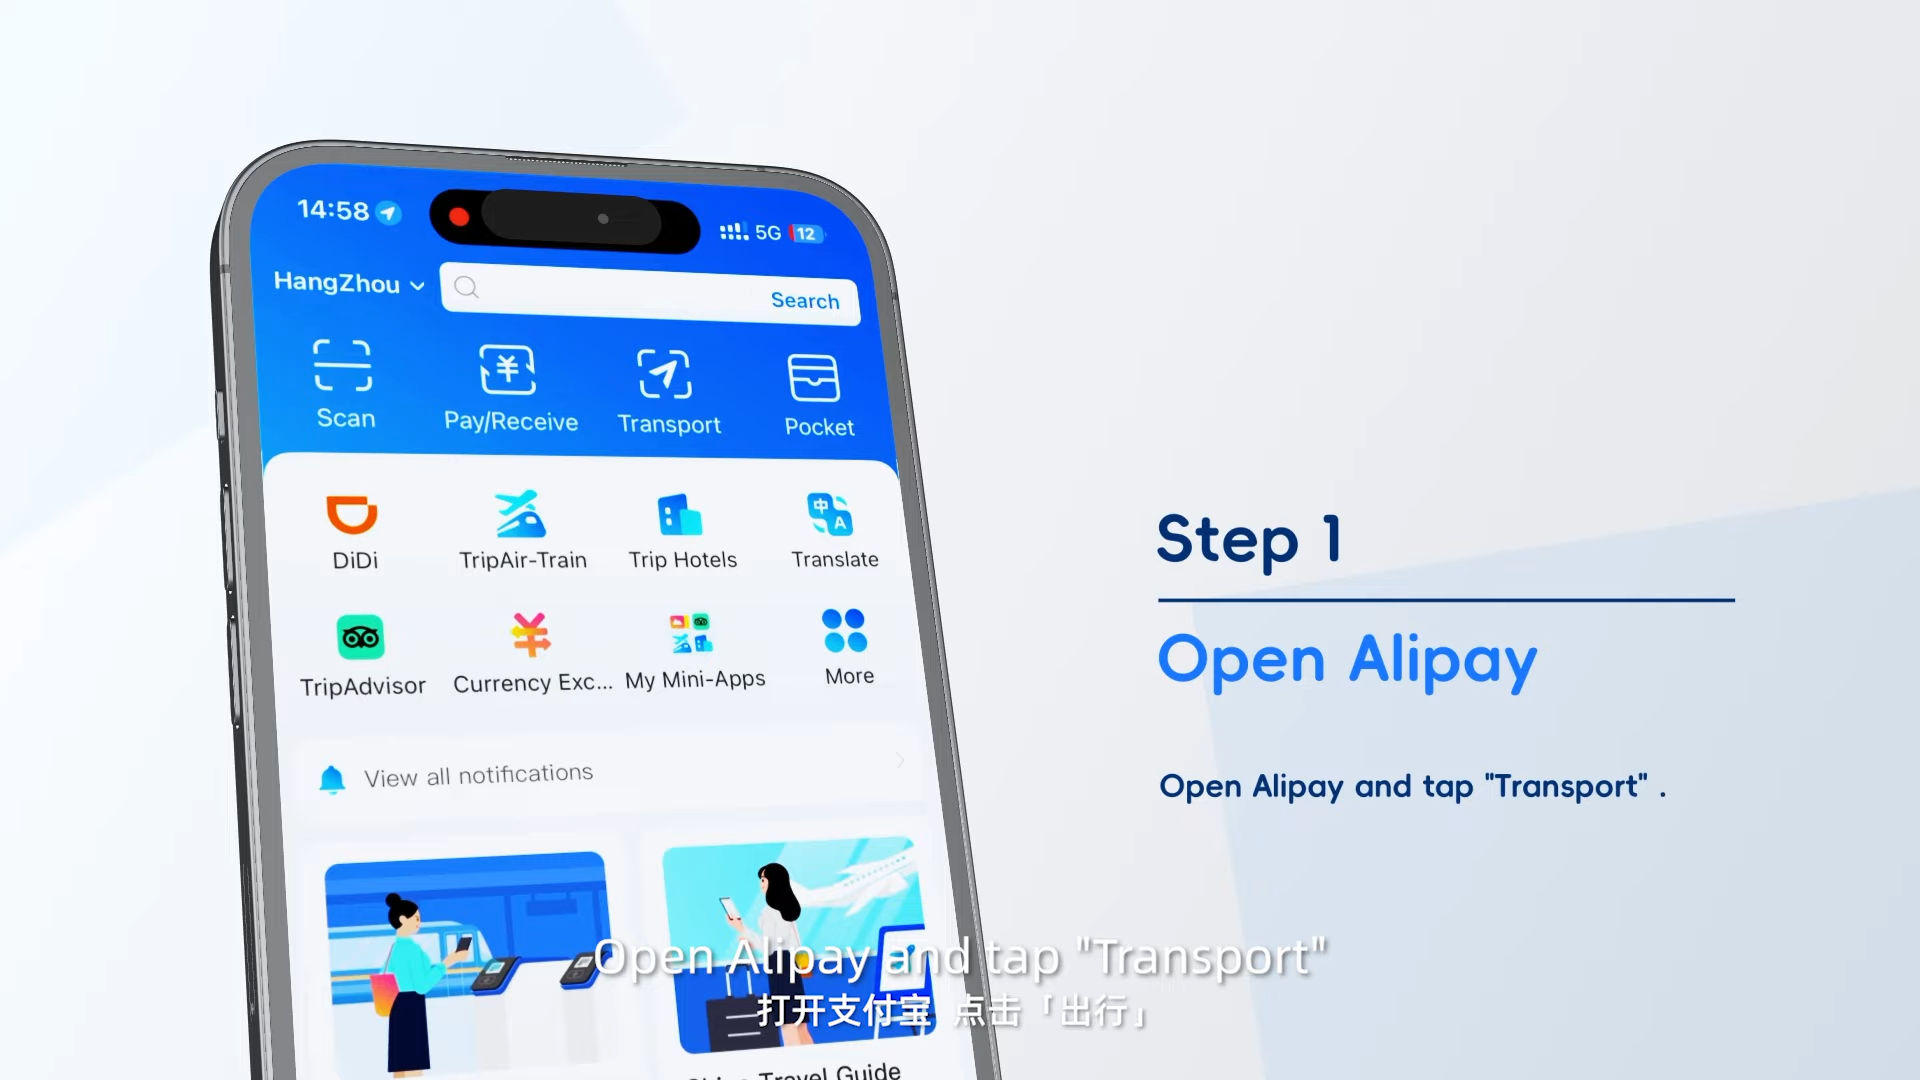 14:58
5G 12
HangZhou
Search
Scan
Pay/Receive
Transport
Pocket
DiDi
TripAir-Train
Trip Hotels
Translate
TripAdvisor
Currency Exc...
My Mini-Apps
More
View all notifications
Travel Guide
Step 1
Open Alipay
Open Alipay and tap "Transport" .
Open Alipay and tap "Transport"
打开支付宝 点击「出行」